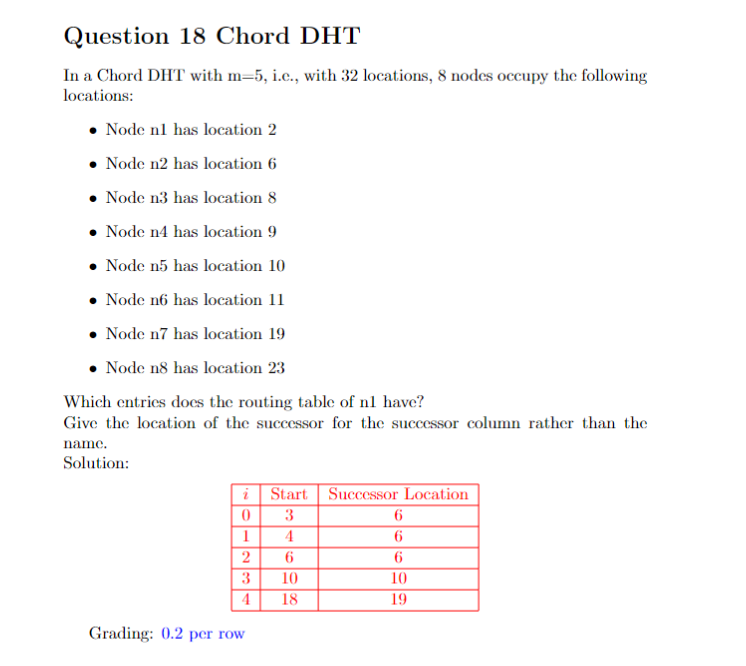 Question 18 Chord DHT
In a Chord DHT with m=5, i.e., with 32 locations, 8 nodes occupy the following
locations:
• Node n1 has location 2
• Node n2 has location 6
• Node n3 has location 8
• Node n4 has location 9
• Node n5 has location 10
• Node n6 has location 11
• Node n7 has location 19
• Node n8 has location 23
Which entries does the routing table of n1 have?
Give the location of the successor for the successor column rather than the
name.
Solution:
i Start Successor Location
0 3 6
1 4 6
2 6 6
3 10 10
4 18 19
Grading: 0.2 per row